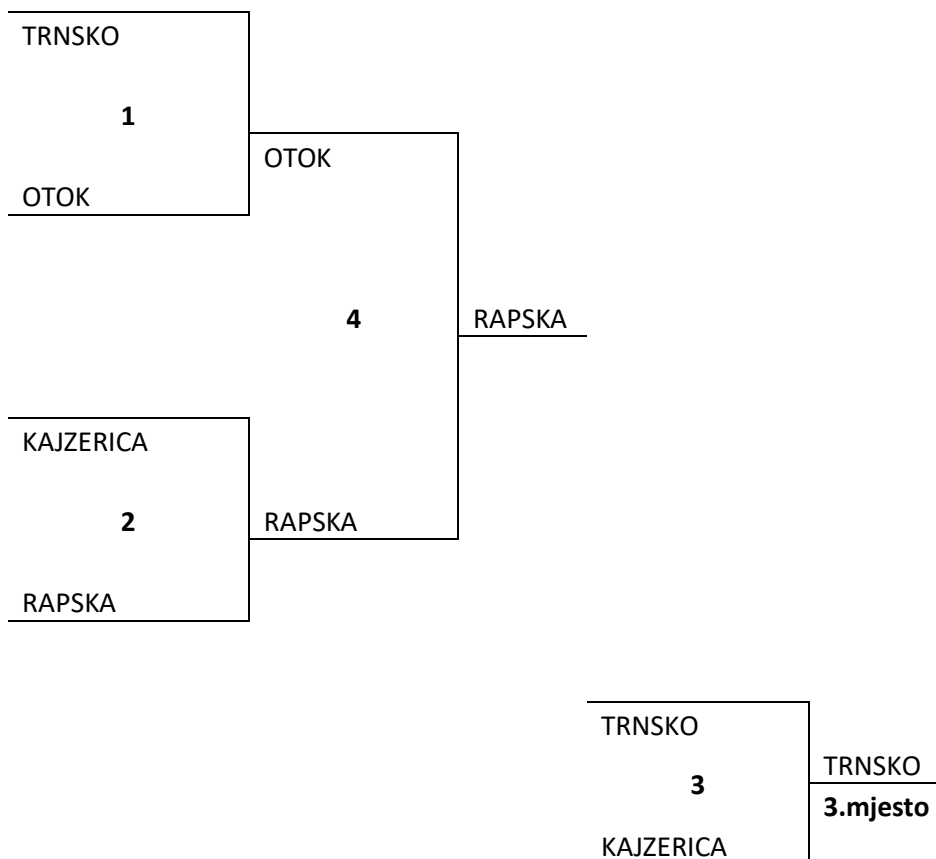 TRNSKO
1
OTOK
OTOK
4
RAPSKA
KAJZERICA
2
RAPSKA
RAPSKA
TRNSKO
3
TRNSKO
3.mjesto
KAJZERICA